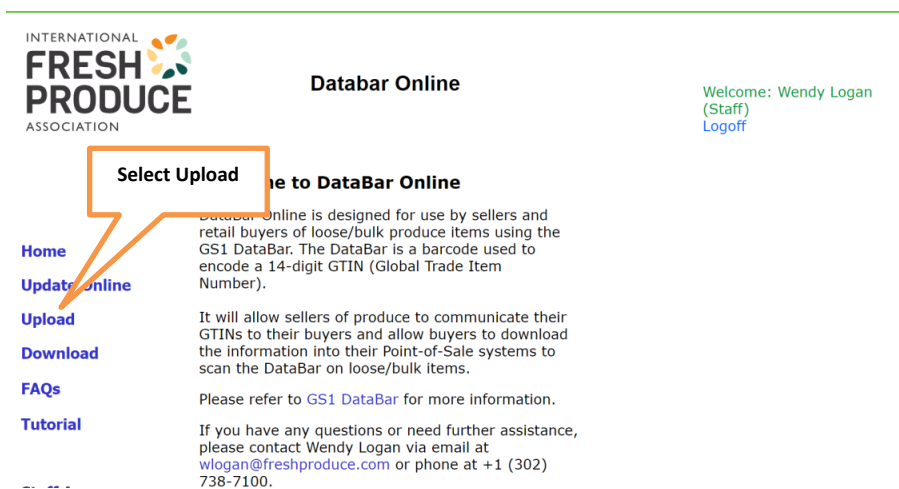 INTERNATIONAL
FRESH
PRODUCE
ASSOCIATION
Databar Online
Welcome: Wendy Logan
(Staff)
Logoff
Select Upload
to DataBar Online
Online is designed for use by sellers and
retail buyers of loose/bulk produce items using the
GS1 DataBar. The DataBar is a barcode used to
encode a 14-digit GTIN (Global Trade Item
Number).
It will allow sellers of produce to communicate their
GTINs to their buyers and allow buyers to download
the information into their Point-of-Sale systems to
scan the DataBar on loose/bulk items.
Please refer to GS1 DataBar for more information.
If you have any questions or need further assistance,
please contact Wendy Logan via email at
wlogan@freshproduce.com or phone at +1 (302)
738-7100.
Home
Update Online
Upload
Download
FAQs
Tutorial